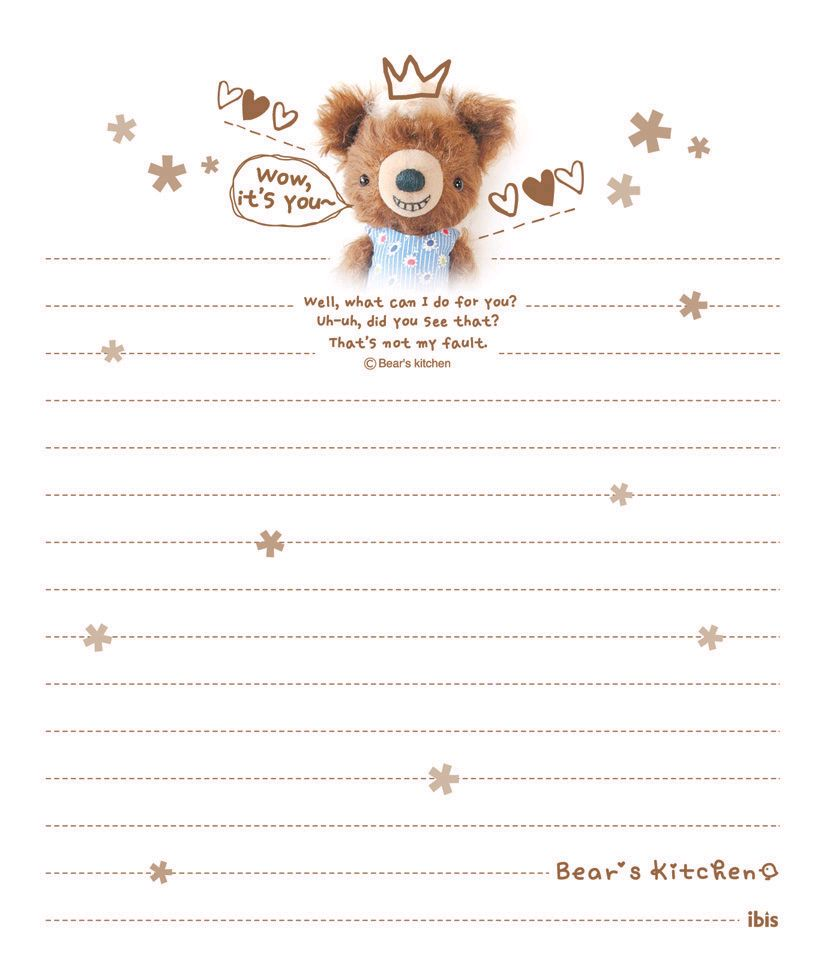 Wow,
it's you~
Well, what can I do for you?
Uh-uh, did you see that?
That's not my fault.
© Bear's kitchen
Bear's Kitchen
ibis